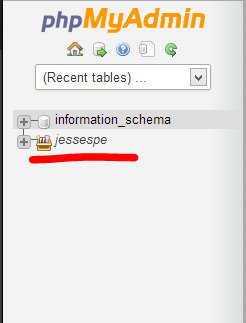 phpMyAdmin
(Recent tables) ...
information_schema
jessespe